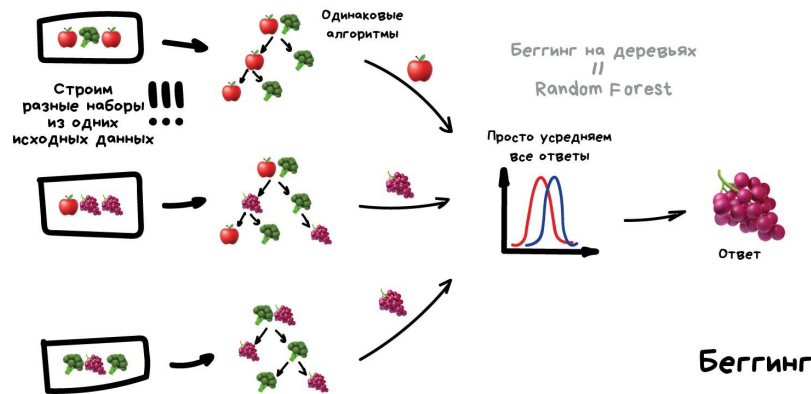 Одинаковые
алгоритмы
Беггинг на деревьях
=
Random Forest
Строим
разные наборы
из одних
исходных данных
!!!
Просто усредняем
все ответы
Ответ
Беггинг